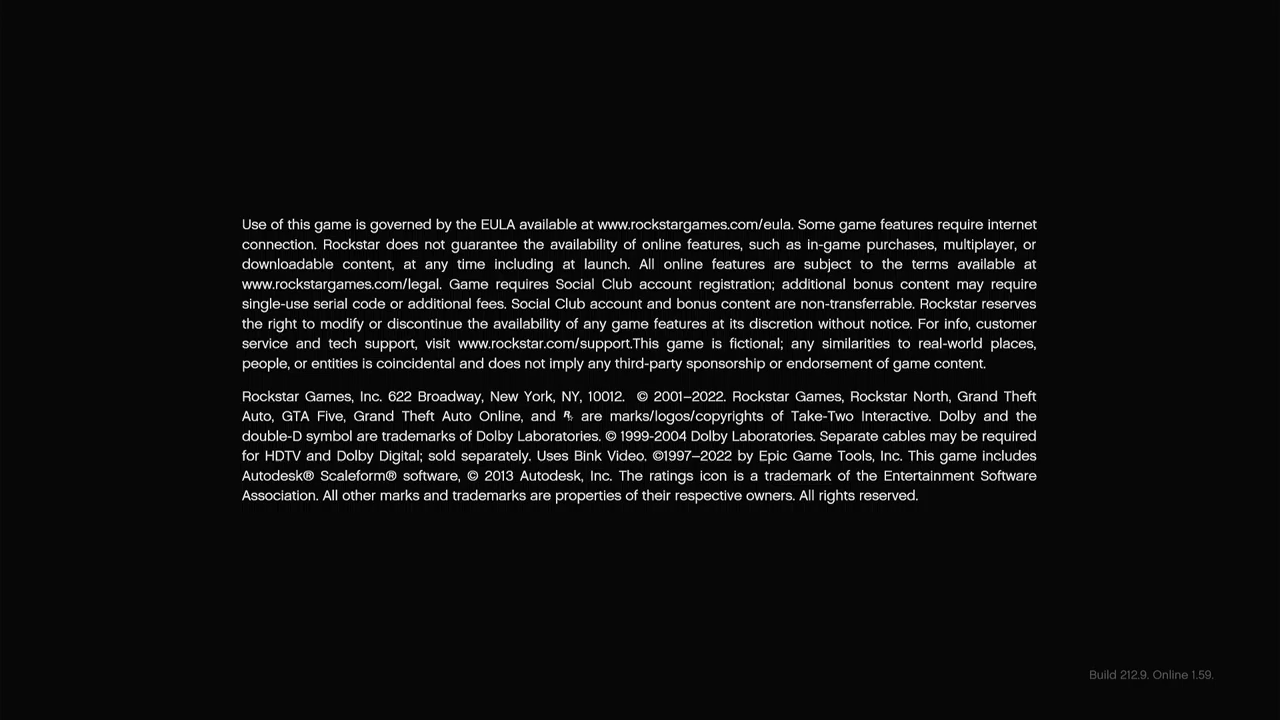 Use of this game is governed by the EULA available at www.rockstargames.com/eula. Some game features require internet
connection. Rockstar does not guarantee the availability of online features, such as in-game purchases, multiplayer, or
downloadable content, at any time including at launch. All online features are subject to the terms available at
www.rockstargames.com/legal. Game requires Social Club account registration; additional bonus content may require
single-use serial code or additional fees. Social Club account and bonus content are non-transferrable. Rockstar reserves
the right to modify or discontinue the availability of any game features at its discretion without notice. For info, customer
service and tech support, visit www.rockstar.com/support.This game is fictional; any similarities to real-world places,
people, or entities is coincidental and does not imply any third-party sponsorship or endorsement of game content.
Rockstar Games, Inc. 622 Broadway, New York, NY, 10012. © 2001–2022. Rockstar Games, Rockstar North, Grand Theft
Auto, GTA Five, Grand Theft Auto Online, and are marks/logos/copyrights of Take-Two Interactive. Dolby and the
double-D symbol are trademarks of Dolby Laboratories. © 1999-2004 Dolby Laboratories. Separate cables may be required
for HDTV and Dolby Digital; sold separately. Uses Bink Video. ©1997–2022 by Epic Game Tools, Inc. This game includes
Autodesk® Scaleform® software, © 2013 Autodesk, Inc. The ratings icon is a trademark of the Entertainment Software
Association. All other marks and trademarks are properties of their respective owners. All rights reserved.
Build 212.9. Online 1.59.